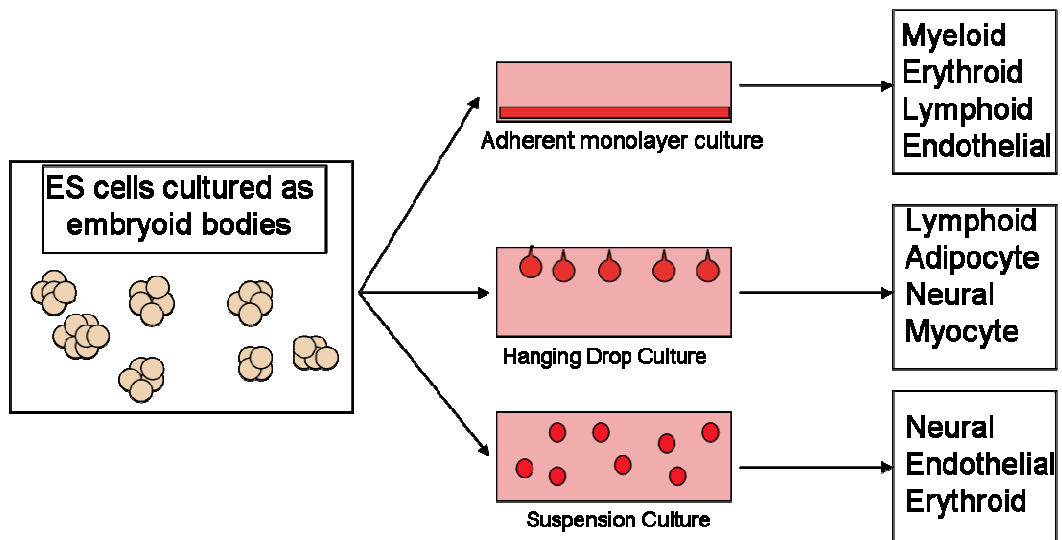 ES cells cultured as
embryoid bodies
Adherent monolayer culture
Myeloid
Erythroid
Lymphoid
Endothelial
Hanging Drop Culture
Lymphoid
Adipocyte
Neural
Myocyte
Suspension Culture
Neural
Endothelial
Erythroid